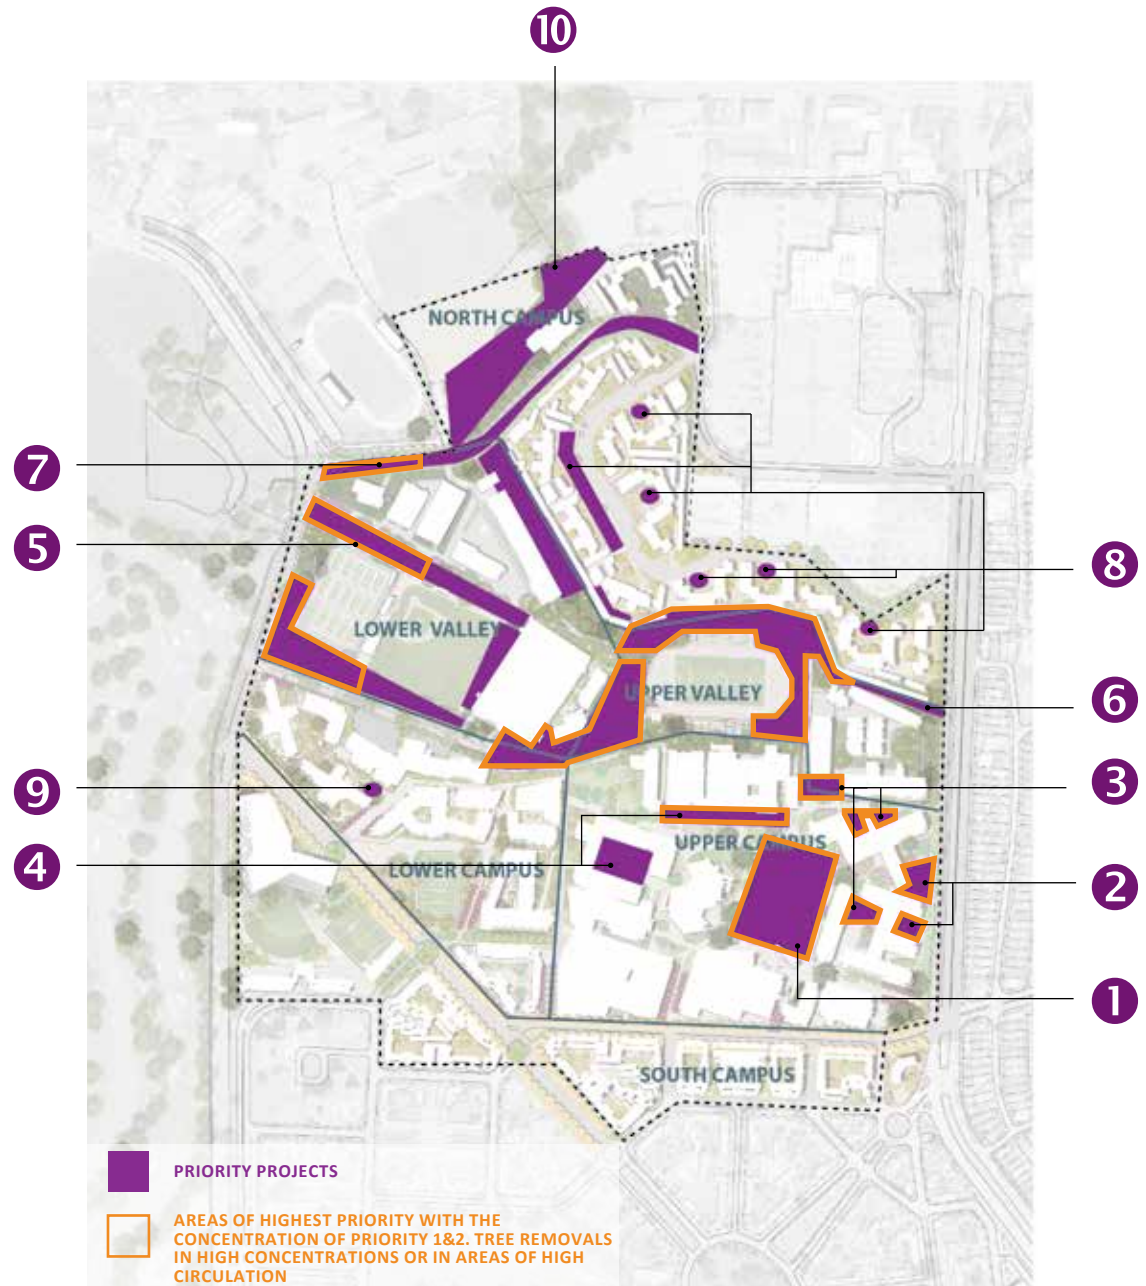 10
NORTH CAMPUS
7
5
8
LOWER VALLEY
UPPER VALLEY
6
3
9
UPPER CAMPUS
4
LOWER CAMPUS
2
1
SOUTH CAMPUS
PRIORITY PROJECTS
AREAS OF HIGHEST PRIORITY WITH THE
CONCENTRATION OF PRIORITY 1&2. TREE REMOVALS
IN HIGH CONCENTRATIONS OR IN AREAS OF HIGH
CIRCULATION